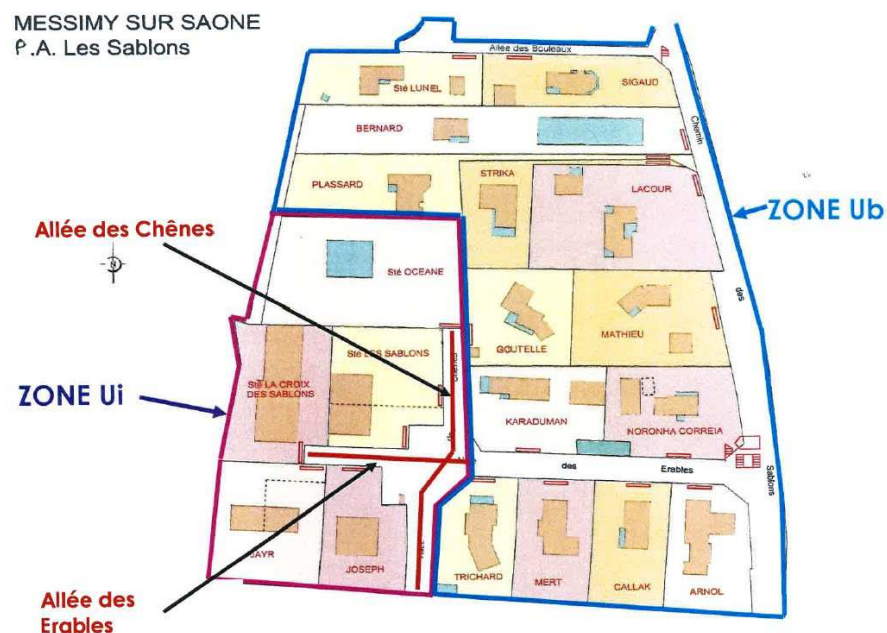 MESSIMY SUR SAONE
P.A. Les Sablons
Allée des Bouleaux
Sté LUNEL
SIGAUD
Chemin
BERNARD
PLASSARD
STRIKA
LACOUR
ZONE Ub
Allée des Chênes
N
Sté OCEANE
des
GOUTELLE
MATHIEU
Sté LES SABLONS
Chênes
ZONE Ui
Sté LA CROIX
DES SABLONS
KARADUMAN
NORONHA CORREIA
des
des
Erables
Sablons
JAYR
JOSEPH
TRICHARD
MERT
CALLAK
ARNOL
Allée des
Erables